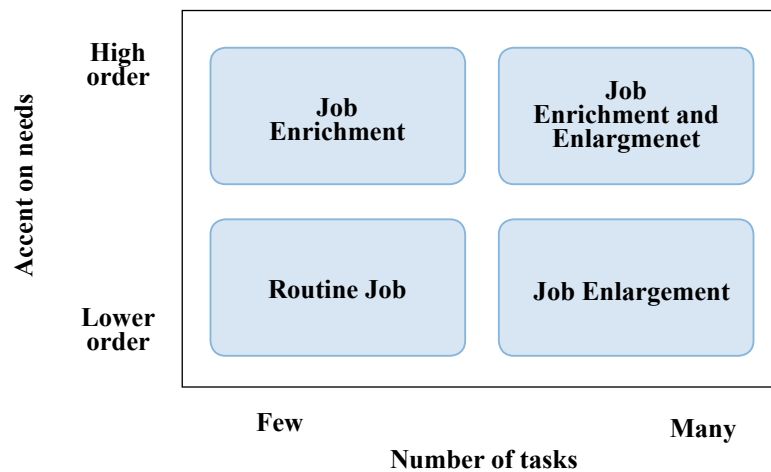 High
order
Accent on needs
Job
Enrichment
Job
Enrichment and
Enlargmenet
Routine Job
Job Enlargement
Lower
order
Few
Many
Number of tasks